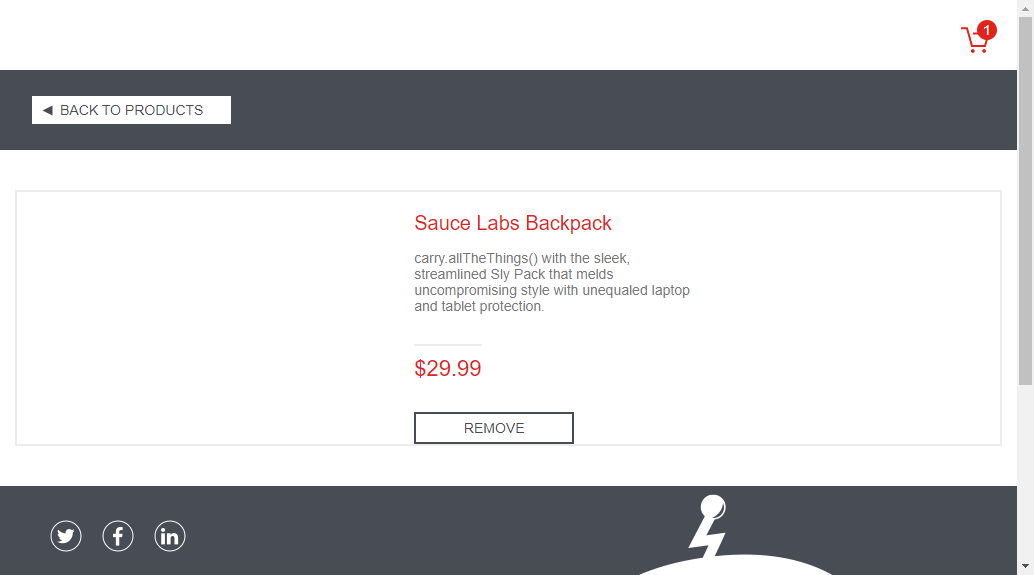 1
◀ BACK TO PRODUCTS
Sauce Labs Backpack
carry.allTheThings() with the sleek,
streamlined Sly Pack that melds
uncompromising style with unequaled laptop
and tablet protection.
$29.99
REMOVE